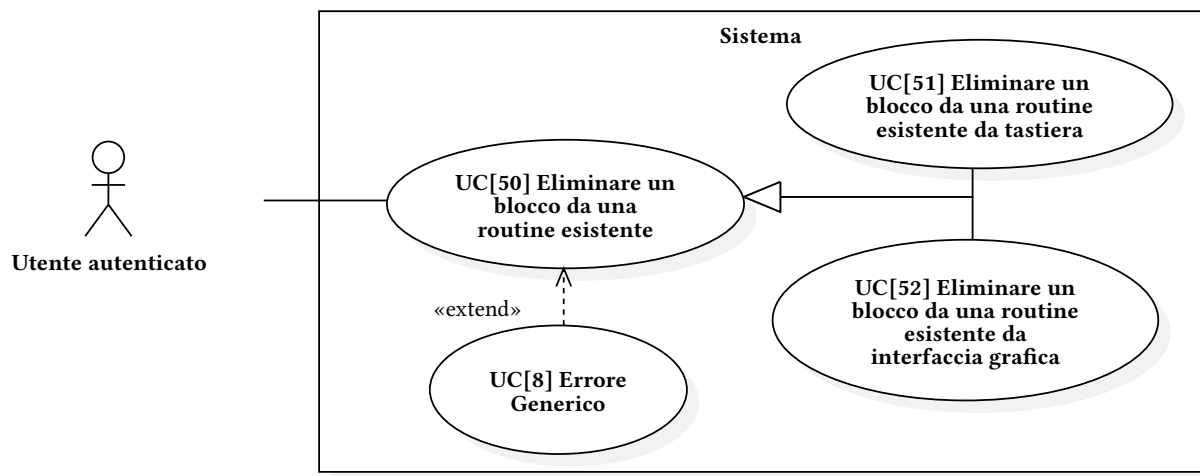 Sistema
UC[51] Eliminare un
blocco da una routine
esistente da tastiera
UC[50] Eliminare un
blocco da una
routine esistente
Utente autenticato
UC[52] Eliminare un
blocco da una routine
esistente da
interfaccia grafica
«extend»
UC[8] Errore
Generico